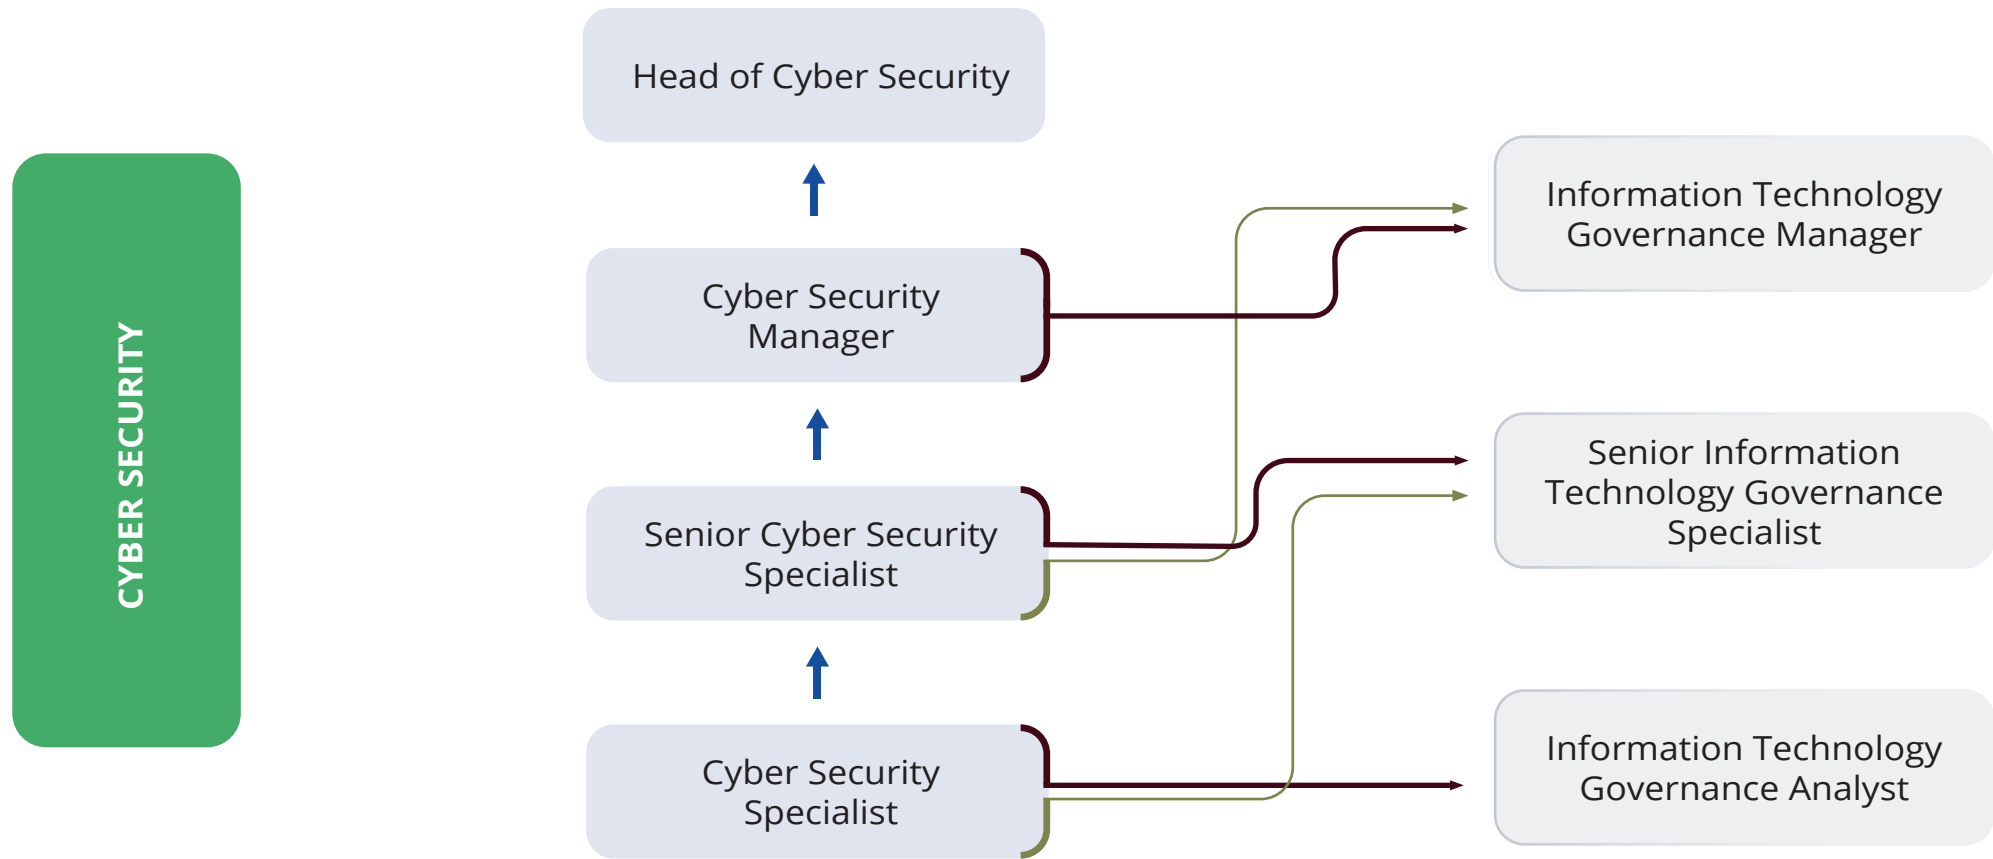 CYBER SECURITY
Head of Cyber Security
Cyber Security
Manager
Senior Cyber Security
Specialist
Cyber Security
Specialist
Information Technology
Governance Manager
Senior Information
Technology Governance
Specialist
Information Technology
Governance Analyst